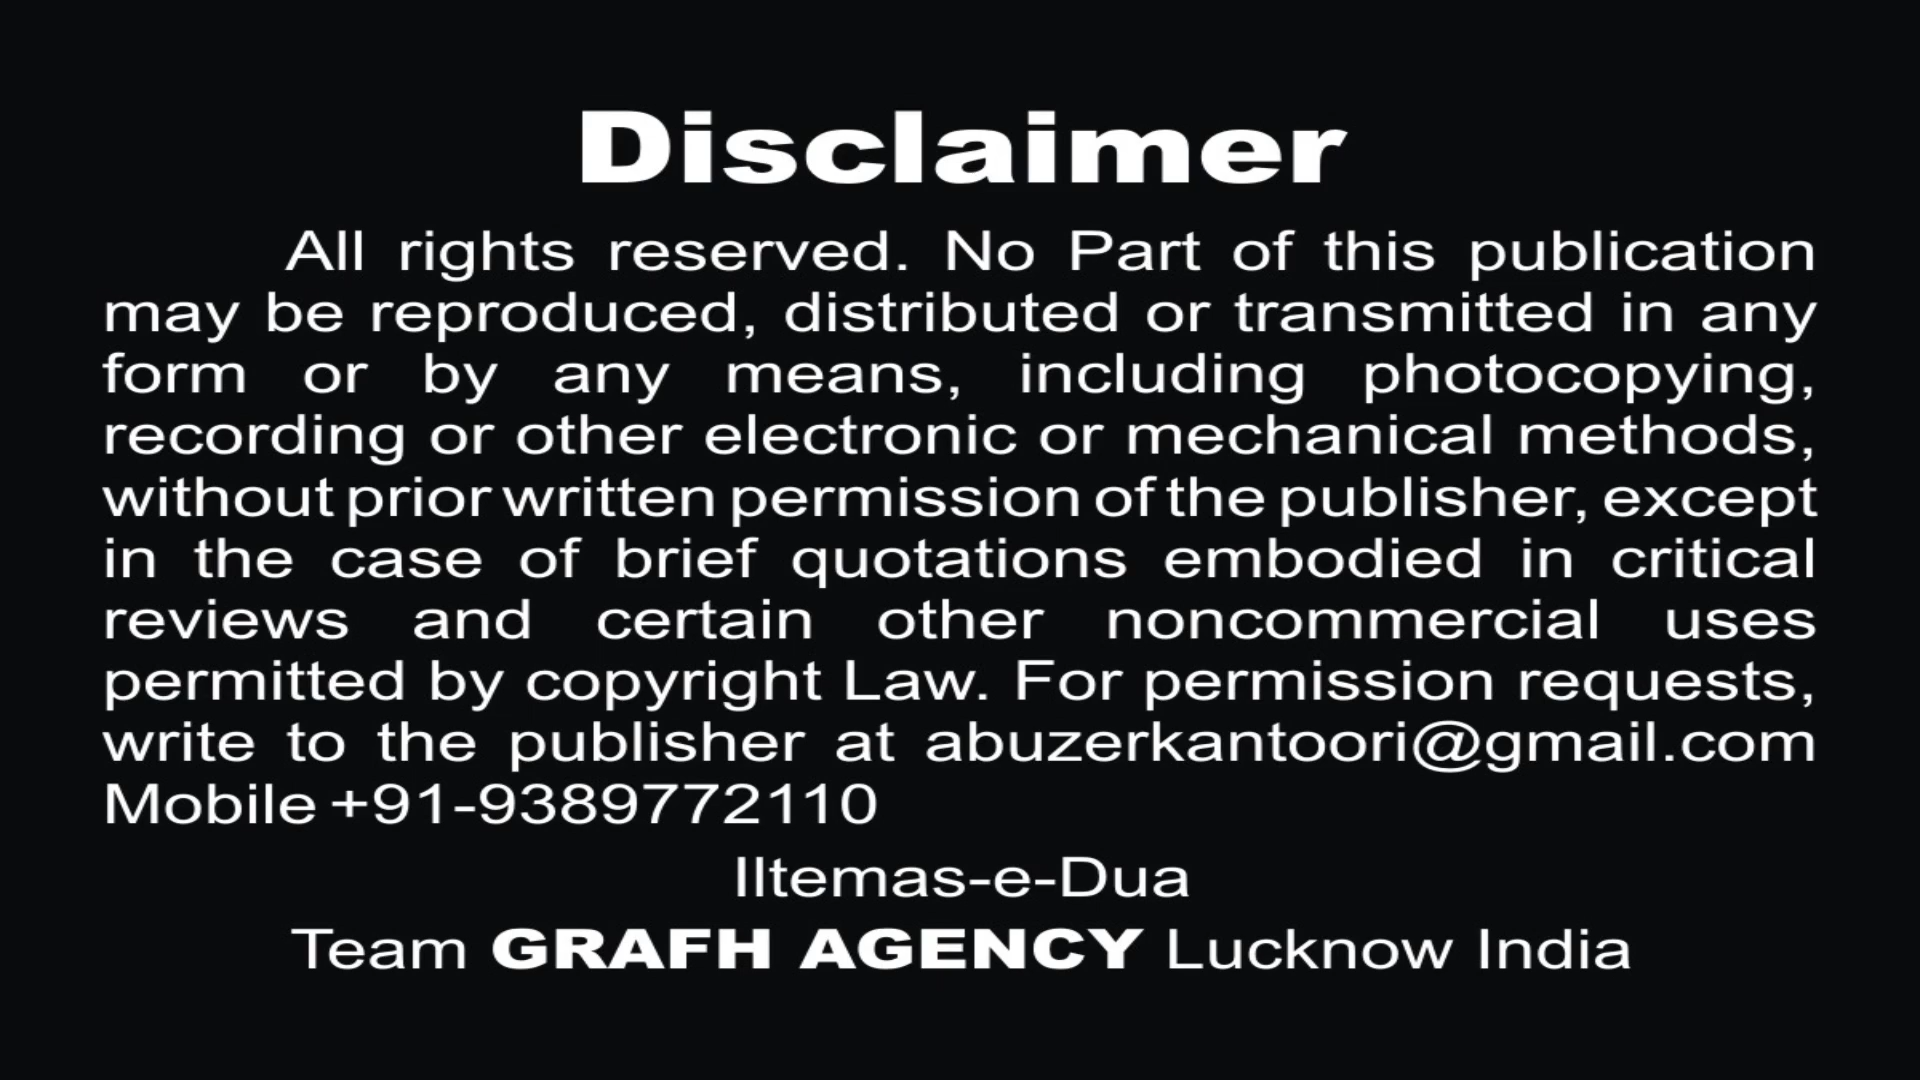 Disclaimer
All rights reserved. No Part of this publication
may be reproduced, distributed or transmitted in any
form or by any means, including photocopying,
recording or other electronic or mechanical methods,
without prior written permission of the publisher, except
in the case of brief quotations embodied in critical
reviews and certain other noncommercial uses
permitted by copyright Law. For permission requests,
write to the publisher at abuzerkantoori@gmail.com
Mobile +91-9389772110
Iltemas-e-Dua
Team GRAFH AGENCY Lucknow India